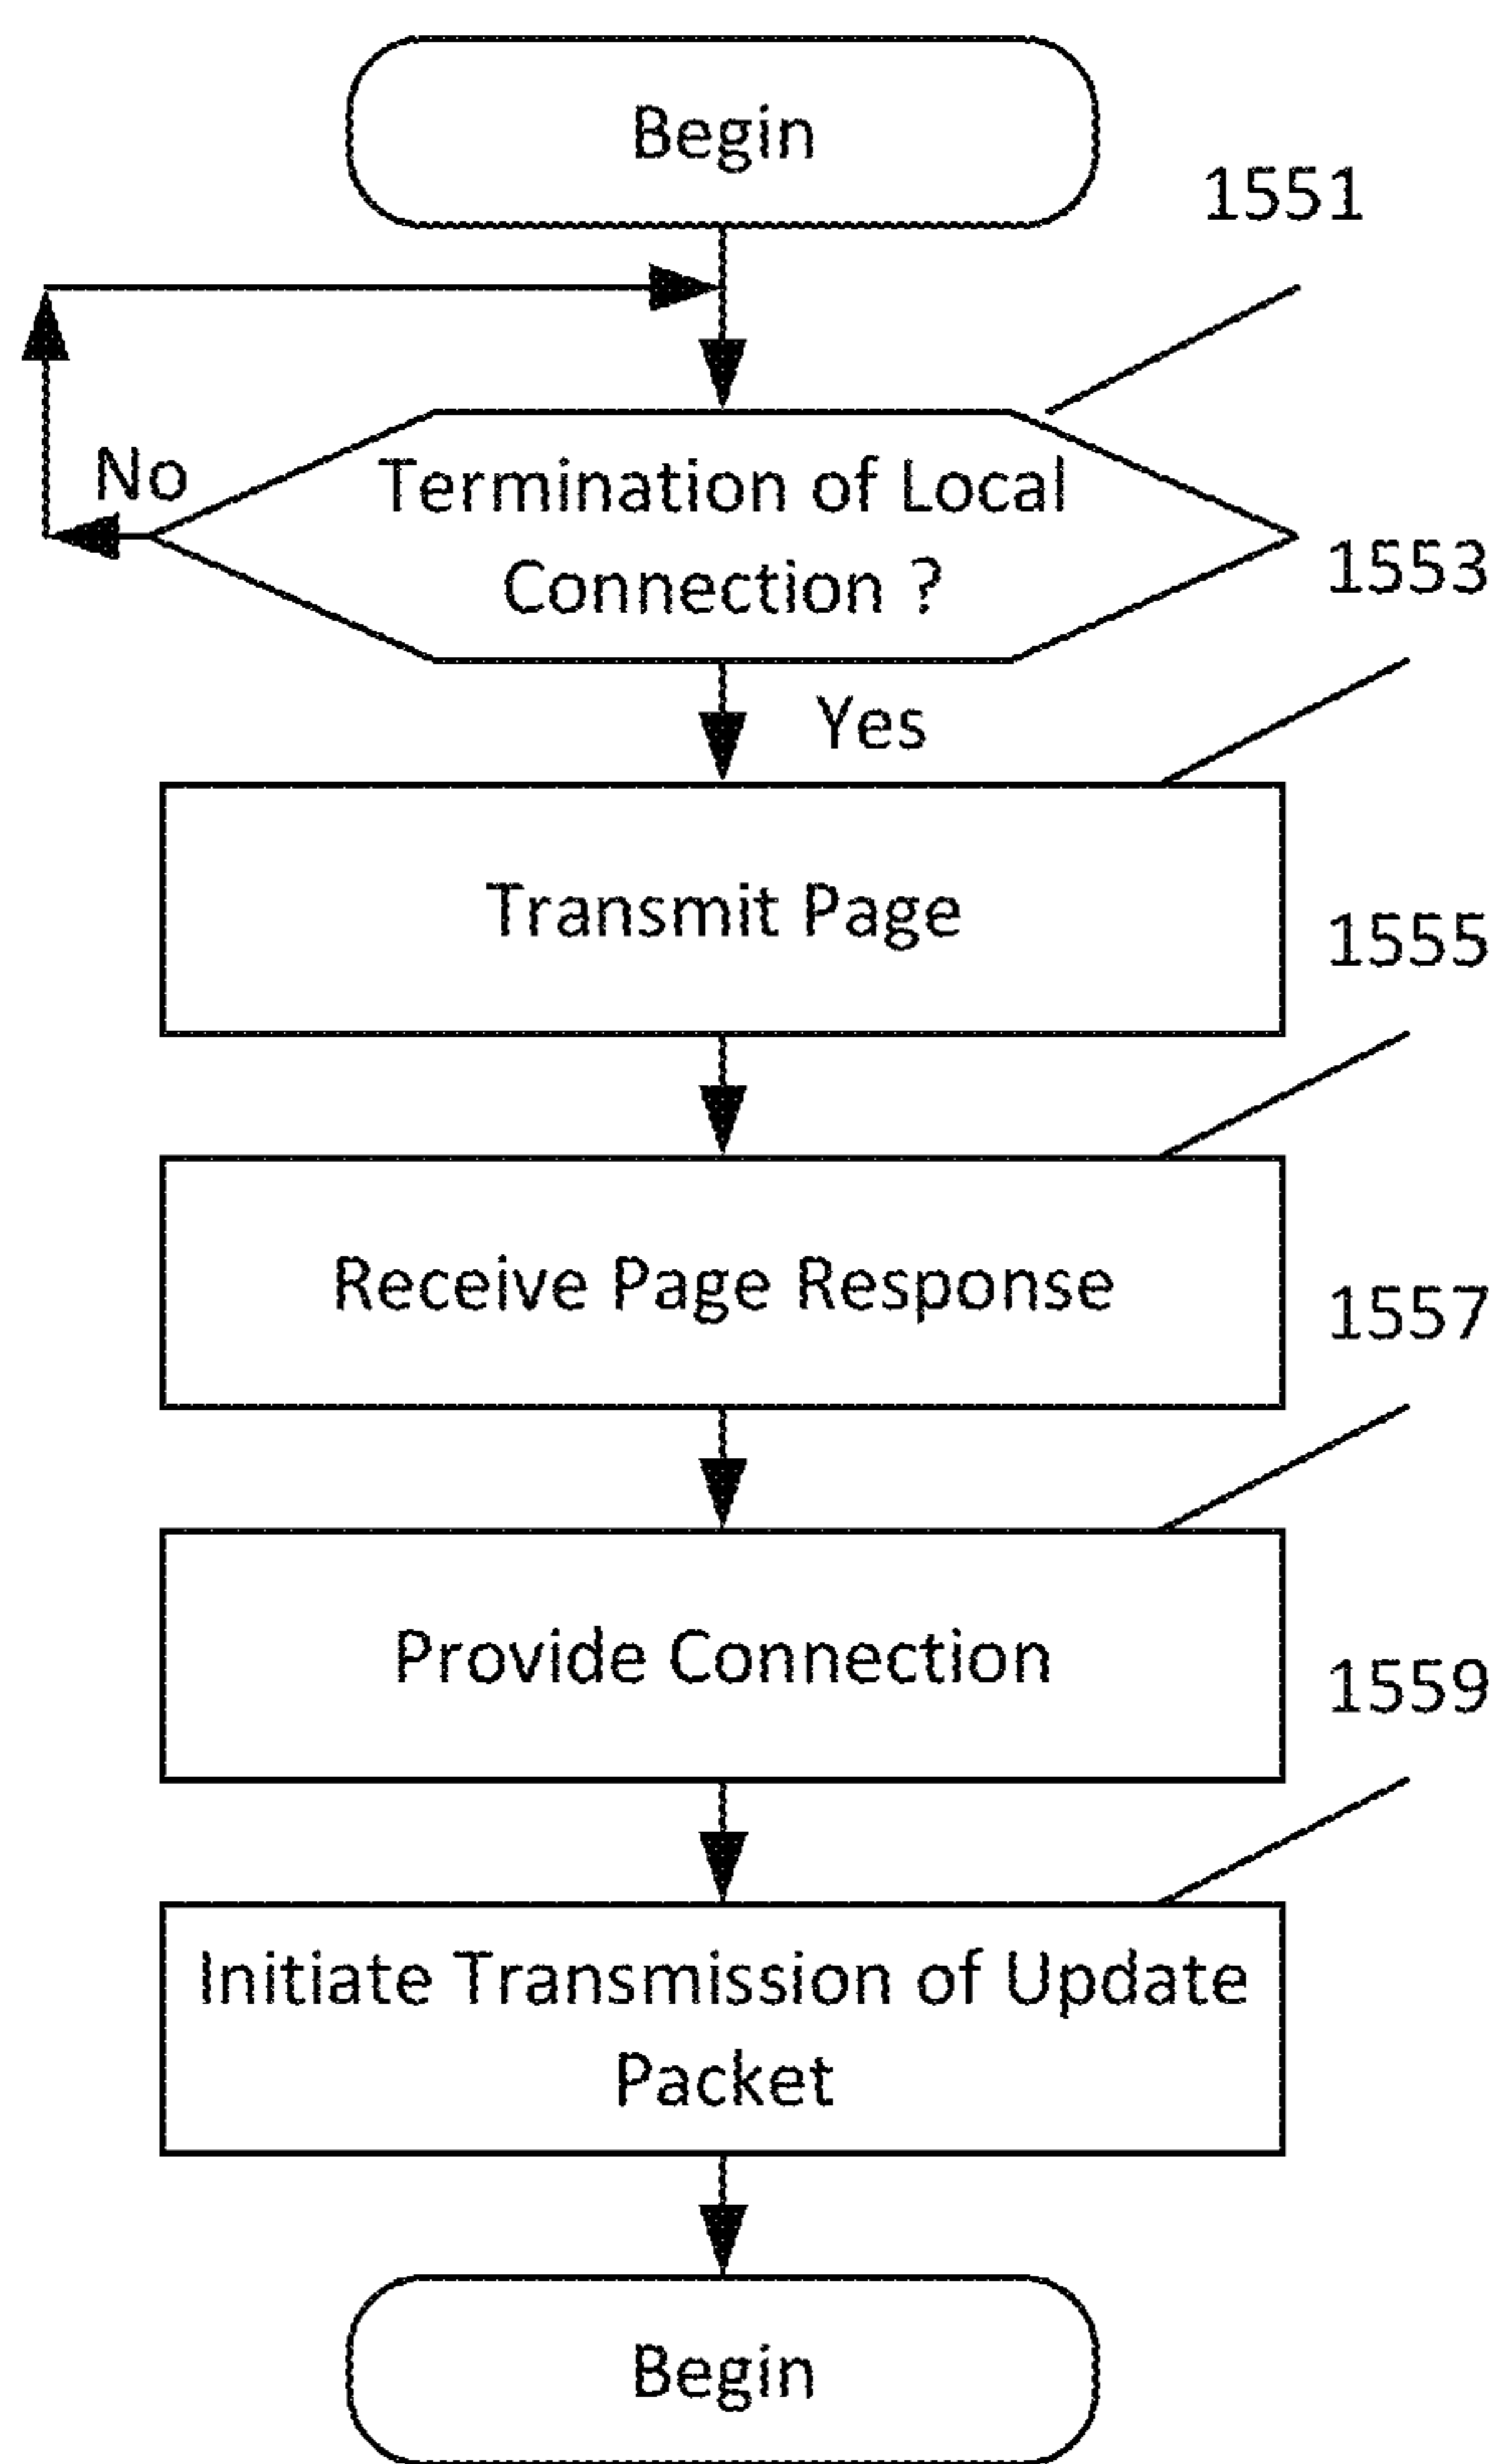 Begin
1551
No
Termination of Local
Connection ?
1553
Yes
Transmit Page
1555
Receive Page Response
1557
Provide Connection
1559
Initiate Transmission of Update
Packet
Begin